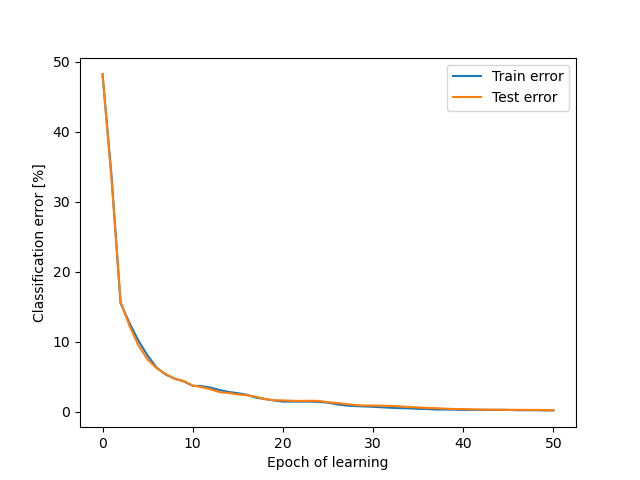 50
40
30
20
10
0
Classification error [%]
Train error
Test error
0 10 20 30 40 50
Epoch of learning